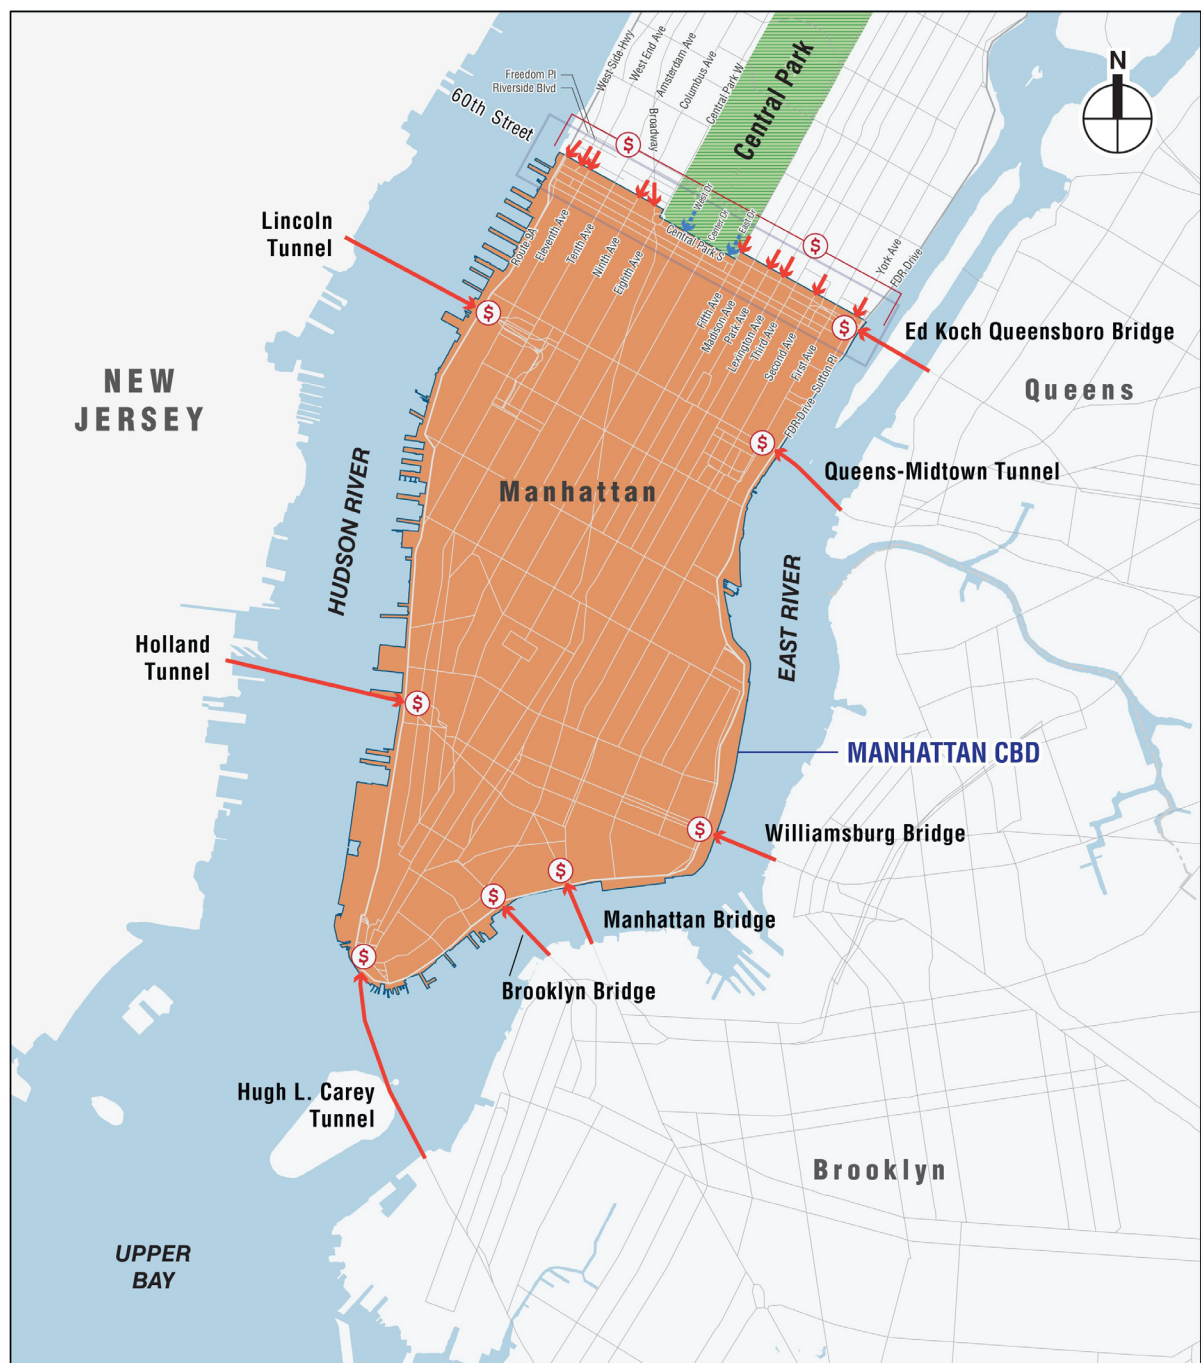 N
West Side Hwy
West End Ave
Amsterdam Ave
Columbus Ave
Central Park W
Central Park
Freedom Pl
Riverside Blvd
Broadway
60th Street
$
$
West Dr
Center Dr
East Dr
Central Park S
York Ave
FDR Drive
Lincoln
Tunnel
$
Route 9A
Eleventh Ave
Tenth Ave
Ninth Ave
Eighth Ave
Fifth Ave
Madison Ave
Park Ave
Lexington Ave
Third Ave
Second Ave
First Ave
Sutton Pl
FDR Drive
$
Ed Koch Queensboro Bridge
NEW
JERSEY
Queens
$
Queens-Midtown Tunnel
Manhattan
HUDSON RIVER
EAST RIVER
Holland
Tunnel
$
MANHATTAN CBD
$
Williamsburg Bridge
$
Manhattan Bridge
$
Brooklyn Bridge
$
Hugh L. Carey
Tunnel
Brooklyn
UPPER
BAY